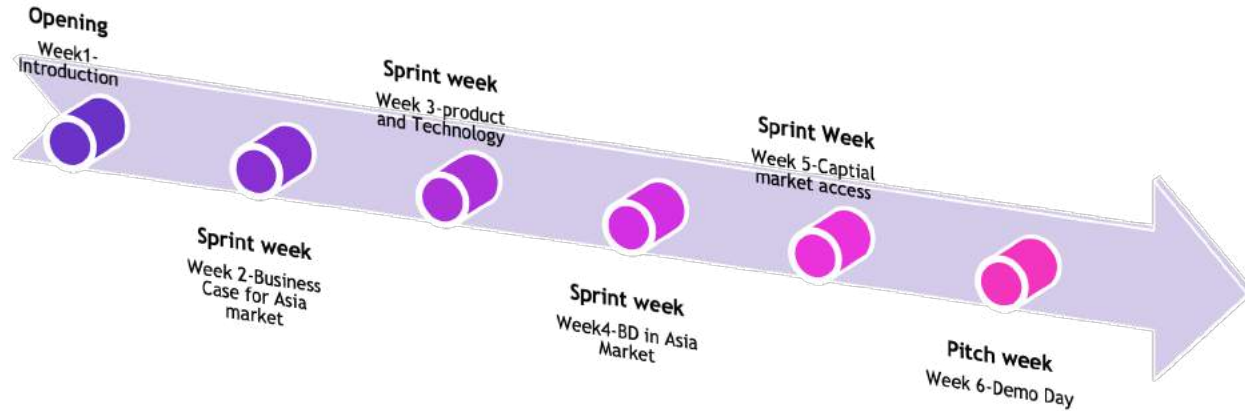 Opening
Week1-
Introduction
Sprint week
Week 2-Business
Case for Asia
market
Sprint week
Week 3-product
and Technology
Sprint week
Week4-BD in Asia
Market
Sprint Week
Week 5-Captial
market access
Pitch week
Week 6-Demo Day